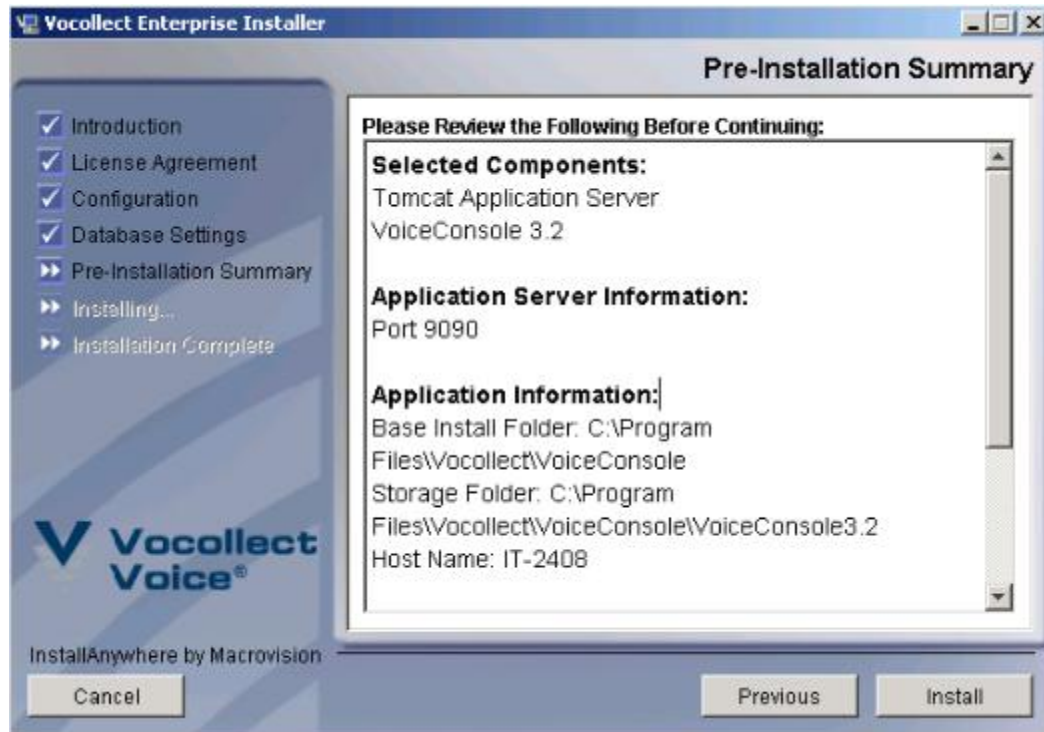 Vocollect Enterprise Installer
Pre-Installation Summary
Introduction
License Agreement
Configuration
Database Settings
Pre-Installation Summary
Installing...
Installation Complete
Please Review the Following Before Continuing:
Selected Components:
Tomcat Application Server
VoiceConsole 3.2
Application Server Information:
Port 9090
Application Information:
Base Install Folder: C:\Program
Files\Vocollect\VoiceConsole
Storage Folder: C:\Program
Files\Vocollect\VoiceConsole\VoiceConsole3.2
Host Name: IT-2408
V Vocollect
Voice®
InstallAnywhere by Macrovision
Cancel
Previous
Install